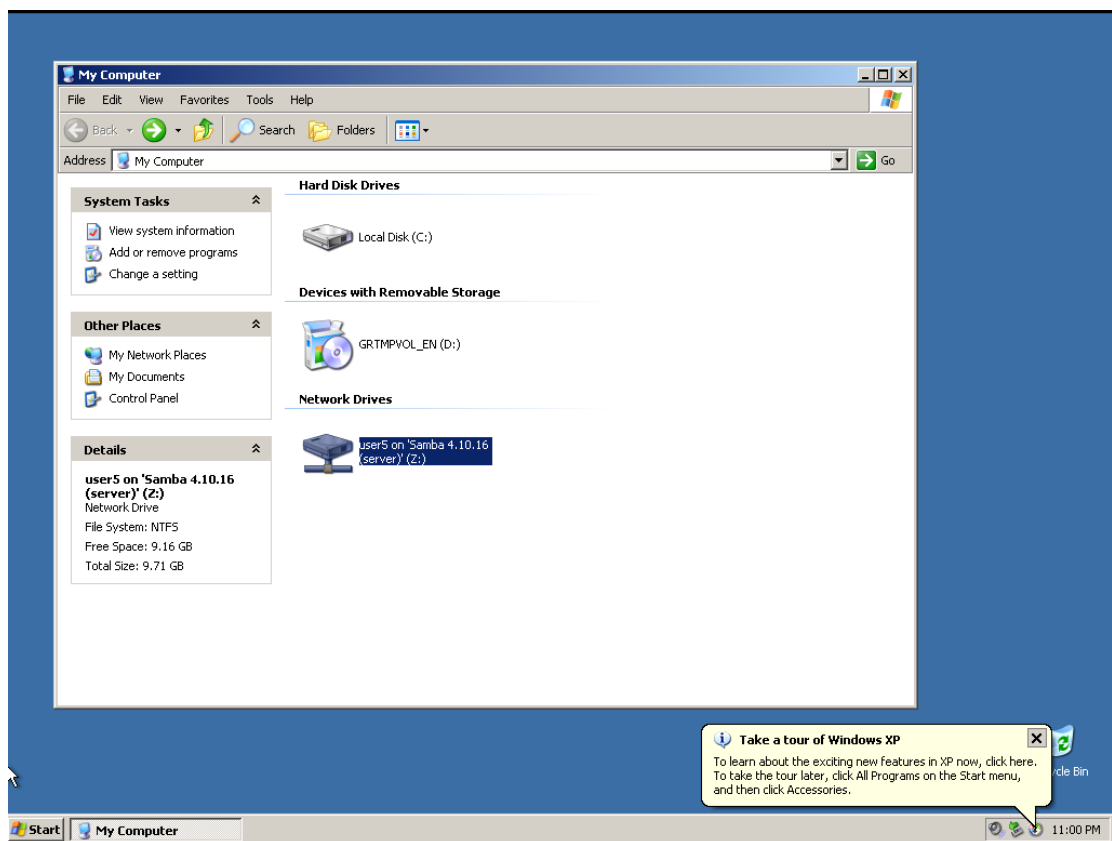 My Computer
File Edit View Favorites Tools Help
Back Search Folders
Address My Computer Go
System Tasks
View system information
Add or remove programs
Change a setting
Other Places
My Network Places
My Documents
Control Panel
Details
user5 on 'Samba 4.10.16
(server)' (Z:)
Network Drive
File System: NTFS
Free Space: 9.16 GB
Total Size: 9.71 GB
Hard Disk Drives
Local Disk (C:)
Devices with Removable Storage
GRTMPVOL_EN (D:)
Network Drives
user5 on 'Samba 4.10.16
(server)' (Z:)
Take a tour of Windows XP
To learn about the exciting new features in XP now, click here.
To take the tour later, click All Programs on the Start menu,
and then click Accessories.
ycle Bin
Start My Computer 11:00 PM